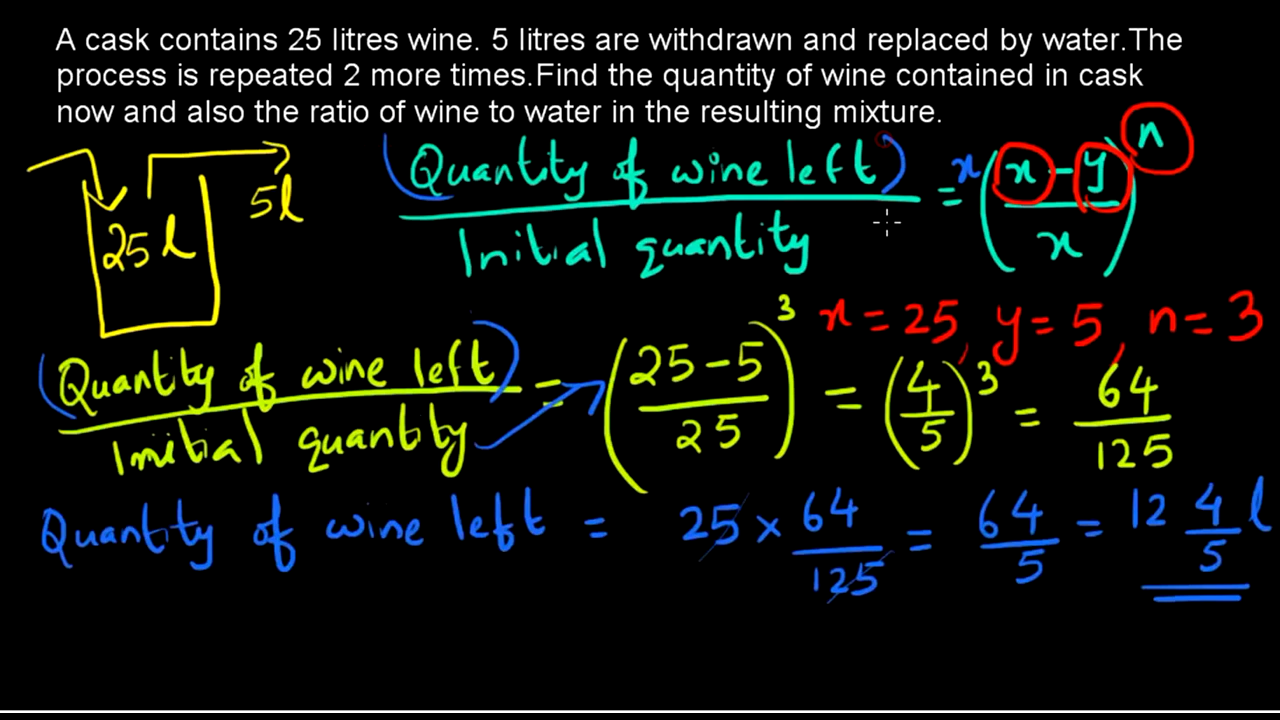 A cask contains 25 litres wine. 5 litres are withdrawn and replaced by water.The
process is repeated 2 more times.Find the quantity of wine contained in cask
now and also the ratio of wine to water in the resulting mixture.
25 l
5l
(Quantity of wine left) / Initial quantity = x ((x - y) / x)^n
x = 25, y = 5, n = 3
(Quantity of wine left) / Initial quantity = ((25 - 5) / 25)^3 = (4/5)^3 = 64/125
Quantity of wine left = 25 × 64/125 = 64/5 = 12 4/5 l